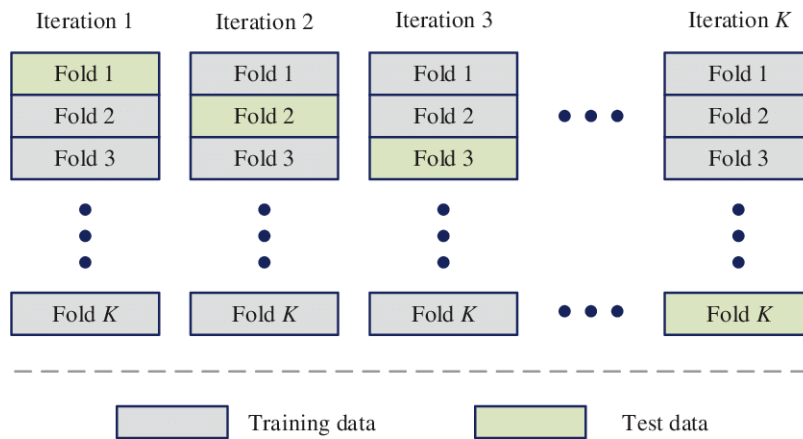 Iteration 1 Iteration 2 Iteration 3 Iteration K
Fold 1 Fold 1 Fold 1 Fold 1
Fold 2 Fold 2 Fold 2 Fold 2
Fold 3 Fold 3 Fold 3 Fold 3
Fold K Fold K Fold K Fold K
Training data Test data